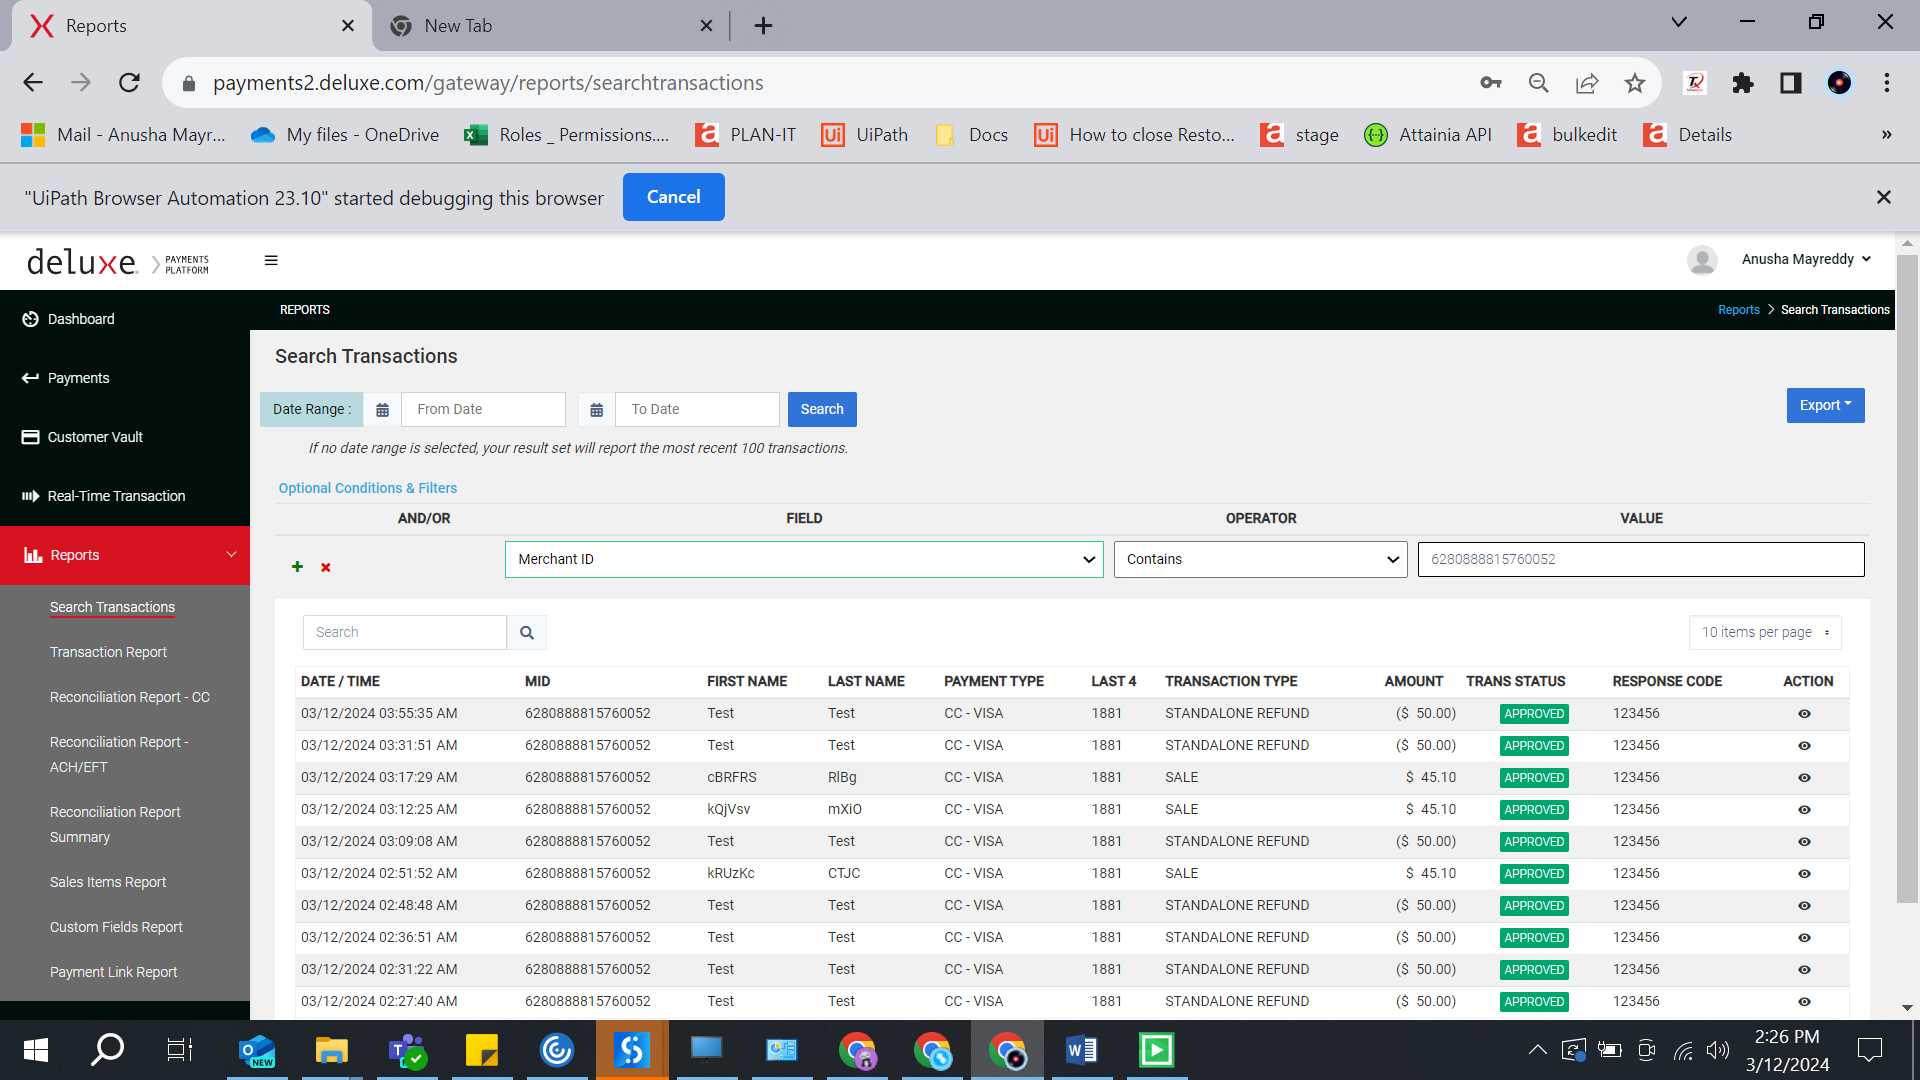 Reports
New Tab
payments2.deluxe.com/gateway/reports/searchtransactions
Mail - Anusha Mayr...
My files - OneDrive
Roles _ Permissions....
PLAN-IT
UiPath
Docs
How to close Resto...
stage
Attainia API
bulkedit
Details
»
"UiPath Browser Automation 23.10" started debugging this browser
Cancel
deluxe. PAYMENTS PLATFORM
Anusha Mayreddy
Dashboard
Payments
Customer Vault
Real-Time Transaction
Reports
Search Transactions
Transaction Report
Reconciliation Report - CC
Reconciliation Report -
ACH/EFT
Reconciliation Report
Summary
Sales Items Report
Custom Fields Report
Payment Link Report
REPORTS
Reports > Search Transactions
Search Transactions
Date Range : From Date To Date Search
Export
If no date range is selected, your result set will report the most recent 100 transactions.
Optional Conditions & Filters
AND/OR FIELD OPERATOR VALUE
Merchant ID Contains 6280888815760052
Search
10 items per page
DATE / TIME MID FIRST NAME LAST NAME PAYMENT TYPE LAST 4 TRANSACTION TYPE AMOUNT TRANS STATUS RESPONSE CODE ACTION
03/12/2024 03:55:35 AM 6280888815760052 Test Test CC - VISA 1881 STANDALONE REFUND ($ 50.00) APPROVED 123456
03/12/2024 03:31:51 AM 6280888815760052 Test Test CC - VISA 1881 STANDALONE REFUND ($ 50.00) APPROVED 123456
03/12/2024 03:17:29 AM 6280888815760052 cBRFRS RlBg CC - VISA 1881 SALE $ 45.10 APPROVED 123456
03/12/2024 03:12:25 AM 6280888815760052 kQjVsv mXiO CC - VISA 1881 SALE $ 45.10 APPROVED 123456
03/12/2024 03:09:08 AM 6280888815760052 Test Test CC - VISA 1881 STANDALONE REFUND ($ 50.00) APPROVED 123456
03/12/2024 02:51:52 AM 6280888815760052 kRUzKc CTJC CC - VISA 1881 SALE $ 45.10 APPROVED 123456
03/12/2024 02:48:48 AM 6280888815760052 Test Test CC - VISA 1881 STANDALONE REFUND ($ 50.00) APPROVED 123456
03/12/2024 02:36:51 AM 6280888815760052 Test Test CC - VISA 1881 STANDALONE REFUND ($ 50.00) APPROVED 123456
03/12/2024 02:31:22 AM 6280888815760052 Test Test CC - VISA 1881 STANDALONE REFUND ($ 50.00) APPROVED 123456
03/12/2024 02:27:40 AM 6280888815760052 Test Test CC - VISA 1881 STANDALONE REFUND ($ 50.00) APPROVED 123456
NEW
2:26 PM
3/12/2024